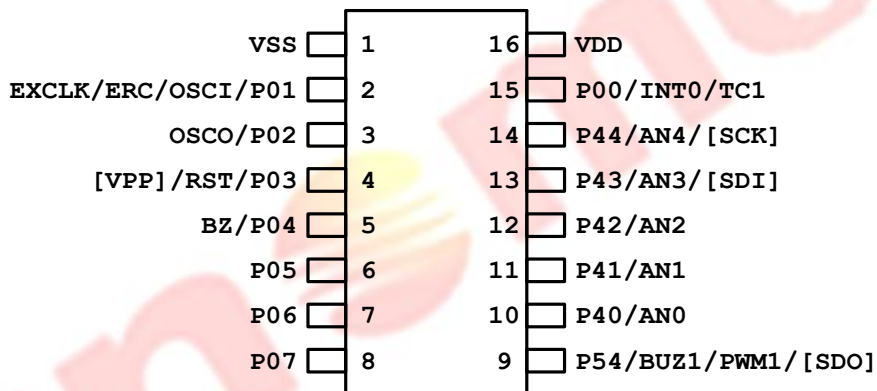 VSS 1 16 VDD
EXCLK/ERC/OSCI/P01 2 15 P00/INT0/TC1
OSCO/P02 3 14 P44/AN4/[SCK]
[VPP]/RST/P03 4 13 P43/AN3/[SDI]
BZ/P04 5 12 P42/AN2
P05 6 11 P41/AN1
P06 7 10 P40/AN0
P07 8 9 P54/BUZ1/PWM1/[SDO]